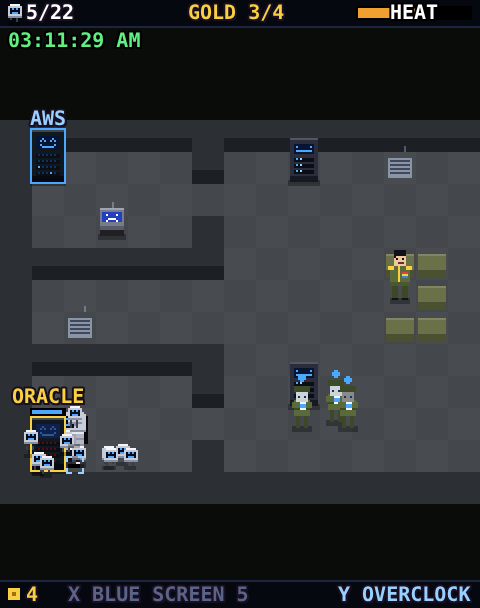 5/22 GOLD 3/4 HEAT
03:11:29 AM
AWS
ORACLE
4 X BLUE SCREEN 5 Y OVERCLOCK